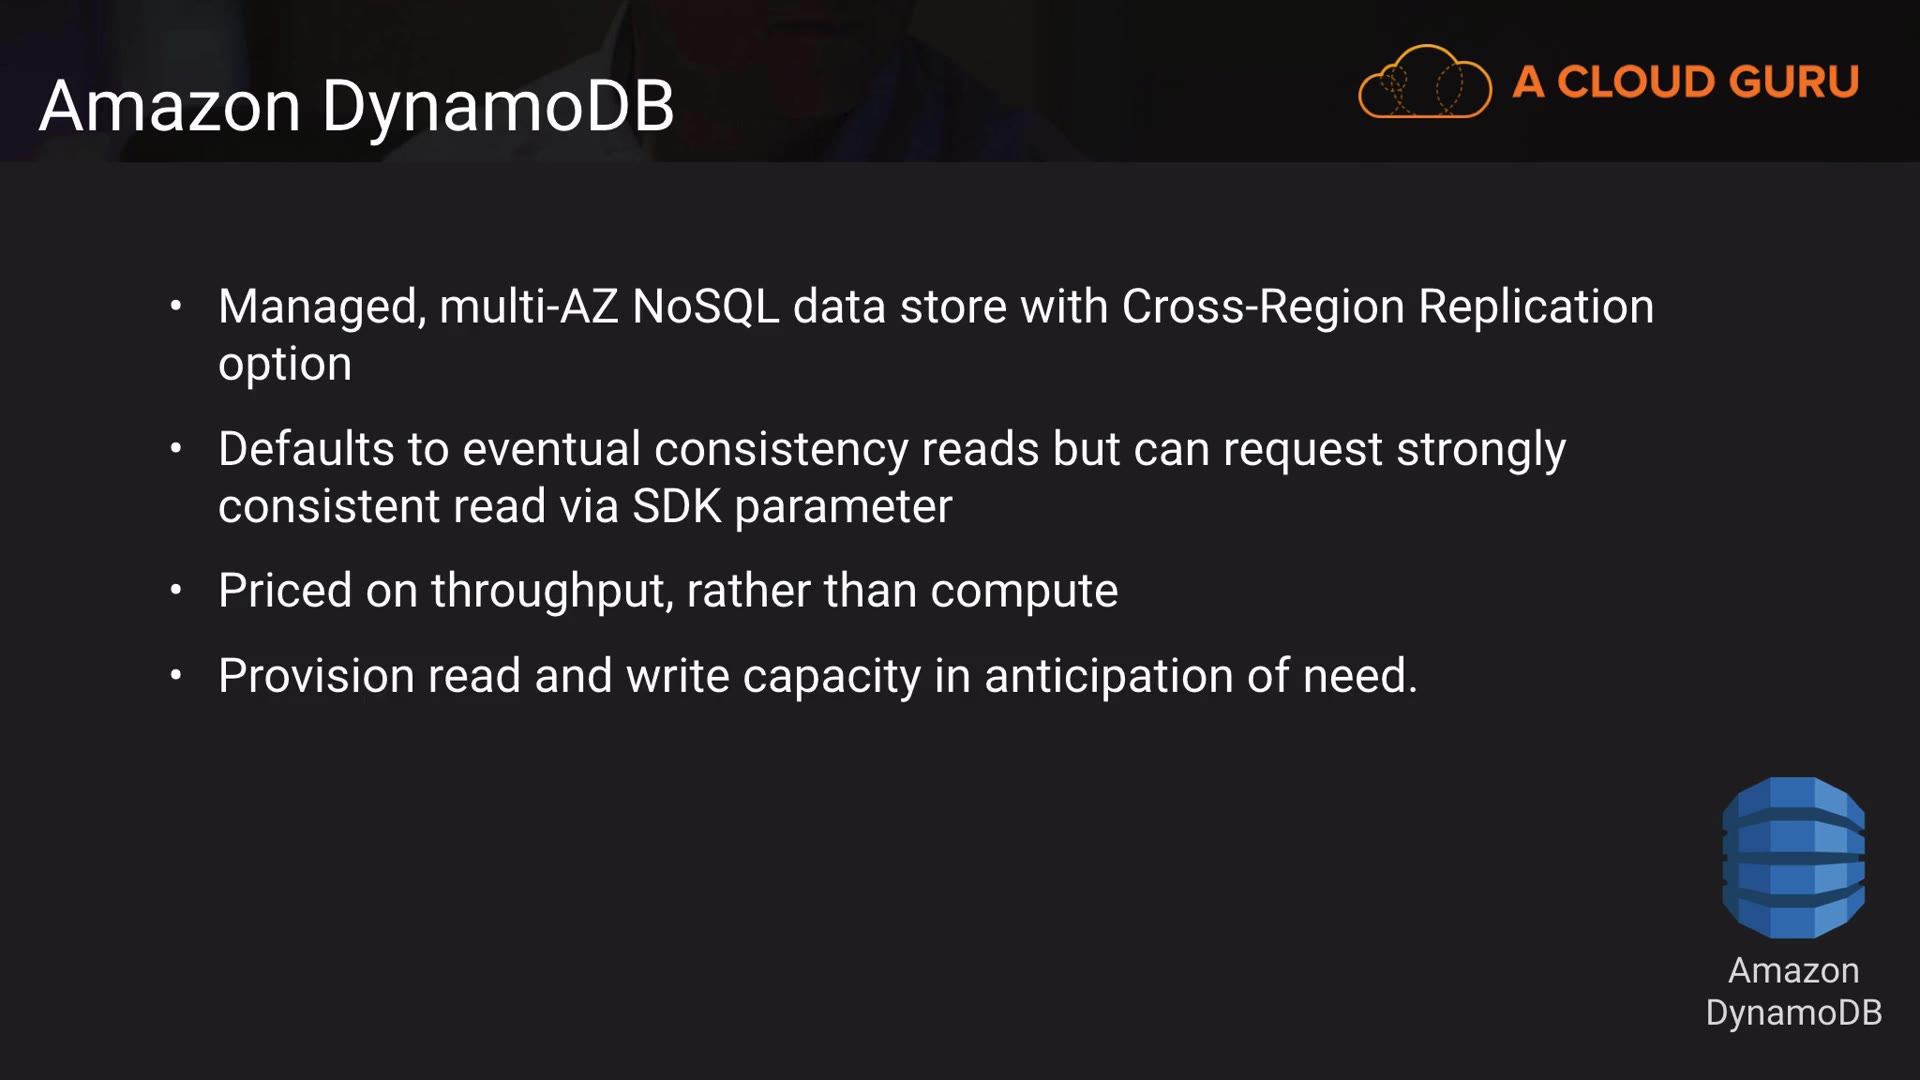 Amazon DynamoDB
A CLOUD GURU
• Managed, multi-AZ NoSQL data store with Cross-Region Replication
option
• Defaults to eventual consistency reads but can request strongly
consistent read via SDK parameter
• Priced on throughput, rather than compute
• Provision read and write capacity in anticipation of need.
Amazon
DynamoDB